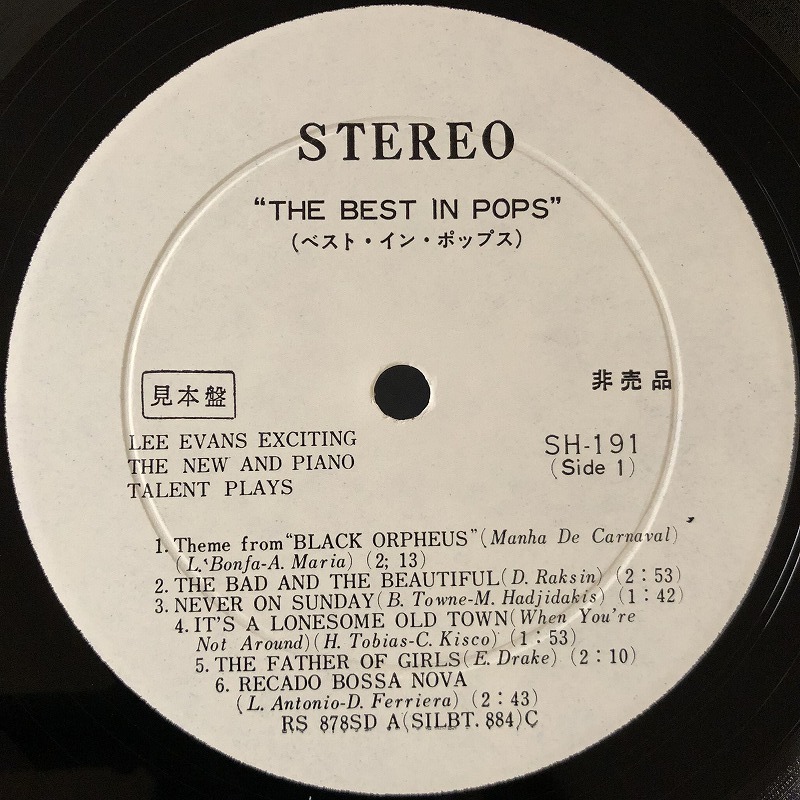 STEREO
“THE BEST IN POPS”
(ベスト・イン・ポップス)
見本盤
非売品
LEE EVANS EXCITING
THE NEW AND PIANO
TALENT PLAYS
SH-191
(Side 1)
1. Theme from “BLACK ORPHEUS” (Manha De Carnaval)
(L. Bonfa-A. Maria) (2; 13)
2. THE BAD AND THE BEAUTIFUL (D. Raksin) (2:53)
3. NEVER ON SUNDAY (B. Towne-M. Hadjidakis) (1:42)
4. IT'S A LONESOME OLD TOWN (When You're
Not Around) (H. Tobias-C. Kisco) (1:53)
5. THE FATHER OF GIRLS (E. Drake) (2:10)
6. RECADO BOSSA NOVA
(L. Antonio-D. Ferriera) (2:43)
RS 878SD A(SILBT. 884)C